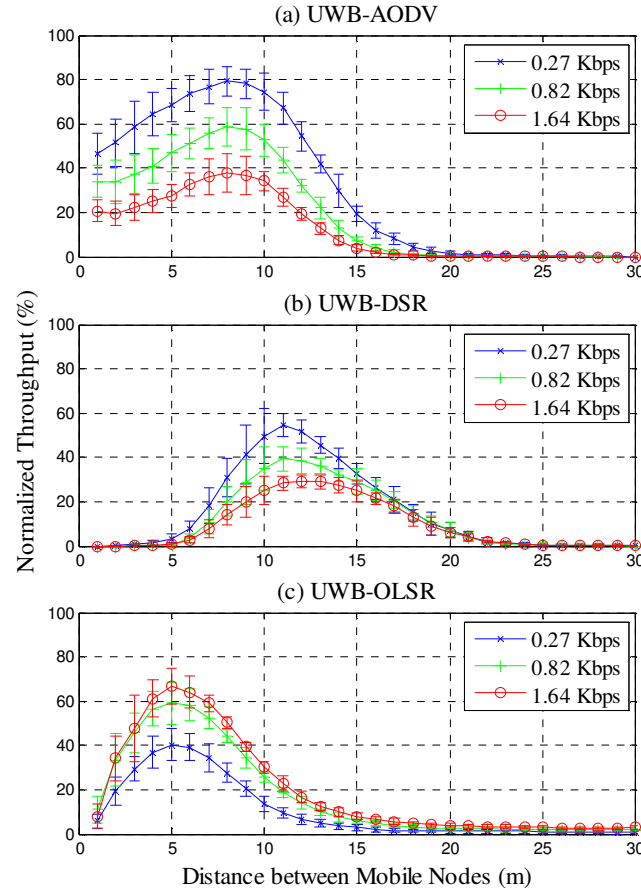 (a) UWB-AODV
100
80
60
40
20
0
0 5 10 15 20 25 30
0.27 Kbps
0.82 Kbps
1.64 Kbps
(b) UWB-DSR
100
80
60
40
20
0
0 5 10 15 20 25 30
0.27 Kbps
0.82 Kbps
1.64 Kbps
Normalized Throughput (%)
(c) UWB-OLSR
100
80
60
40
20
0
0 5 10 15 20 25 30
0.27 Kbps
0.82 Kbps
1.64 Kbps
Distance between Mobile Nodes (m)